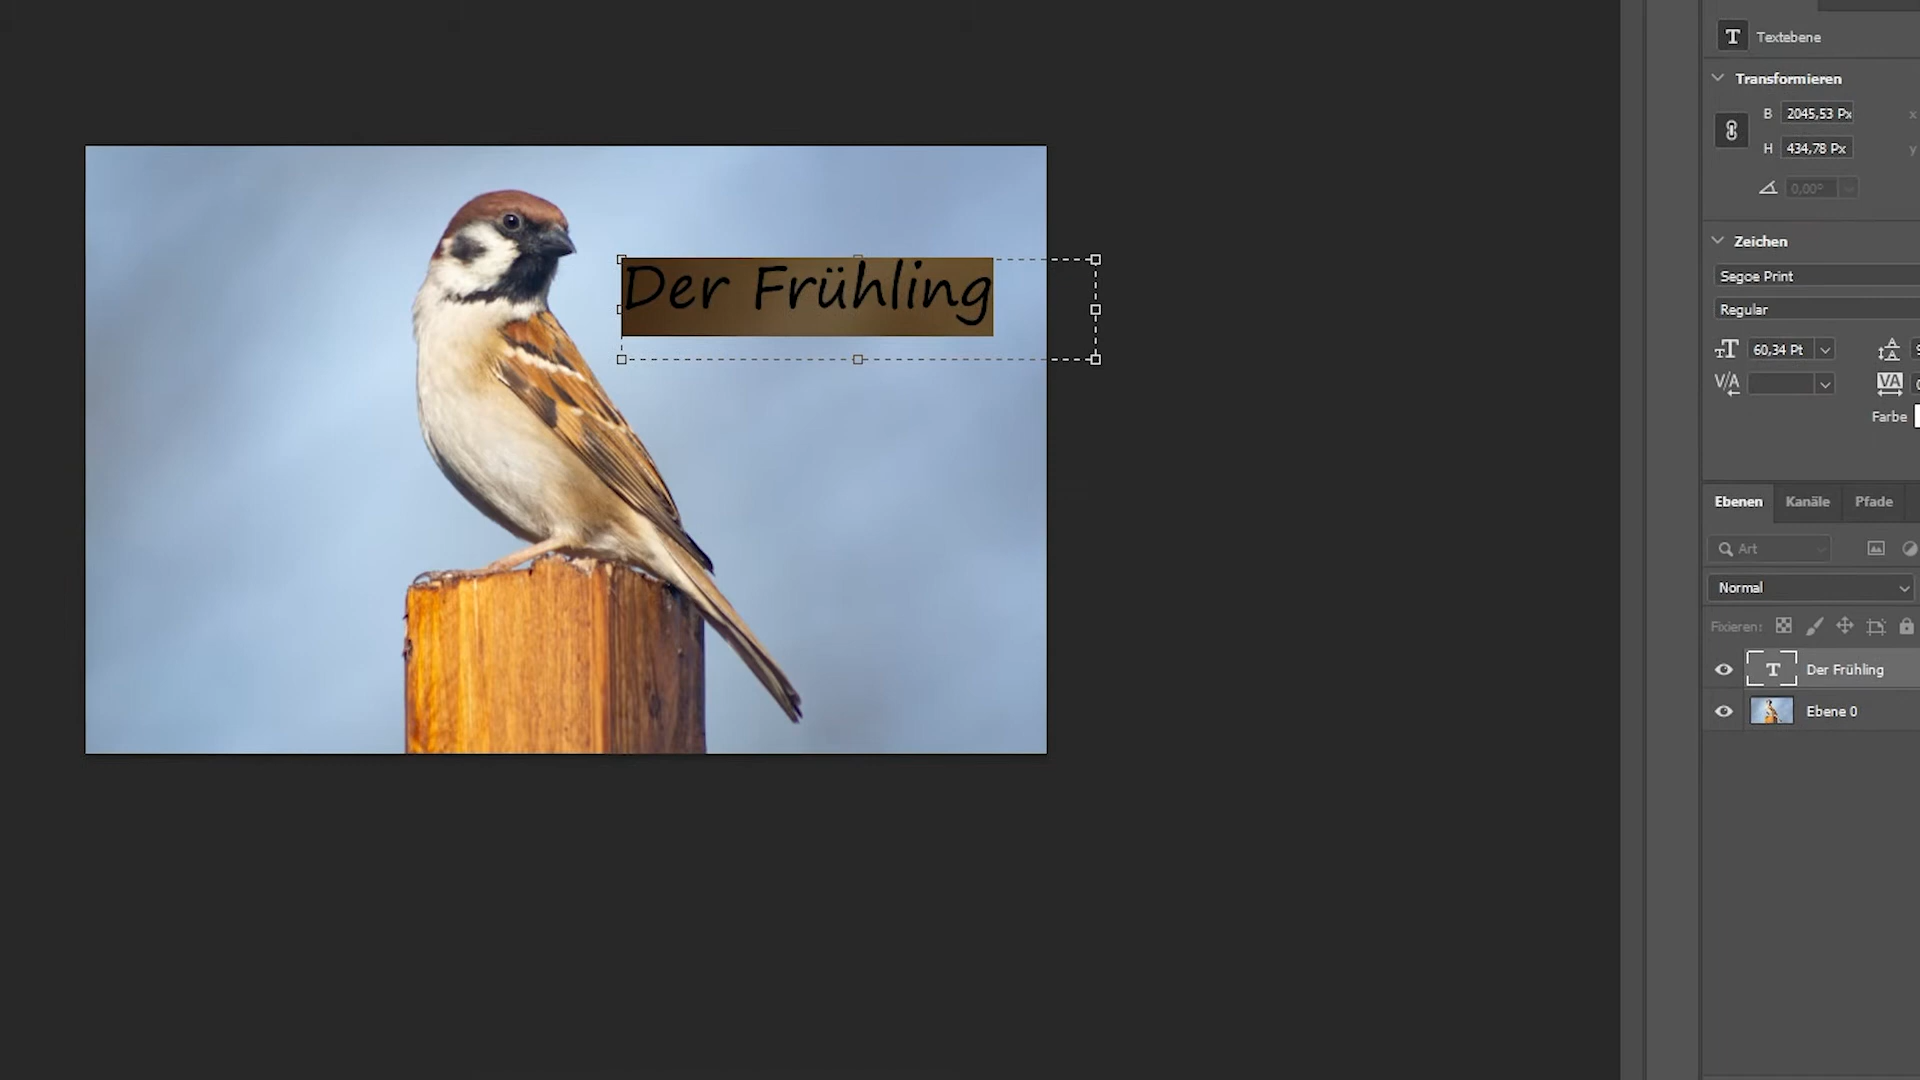 Textebene
Transformieren
B 2045,53 Px x
H 434,78 Px y
0,00°
Der Frühling
Zeichen
Segoe Print
Regular
60,34 Pt
Farbe
Ebenen Kanäle Pfade
Art
Normal
Fixieren:
Der Frühling
Ebene 0